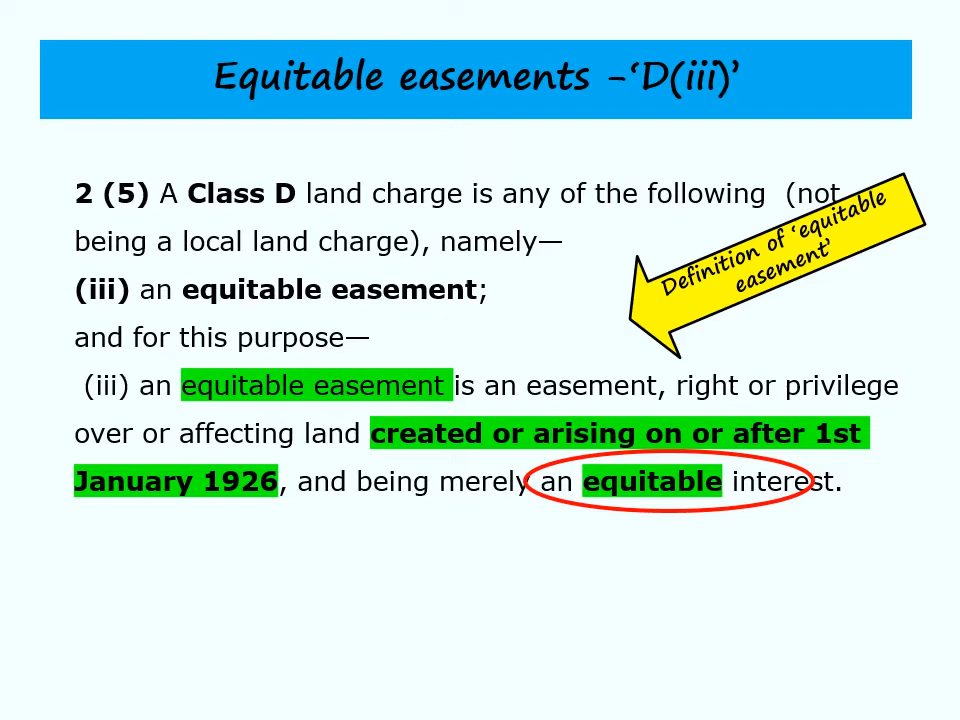 Equitable easements -‘D(iii)’
2 (5) A Class D land charge is any of the following (not
being a local land charge), namely—
(iii) an equitable easement;
and for this purpose—
(iii) an equitable easement is an easement, right or privilege
over or affecting land created or arising on or after 1st
January 1926, and being merely an equitable interest.
Definition of ‘equitable
easement’